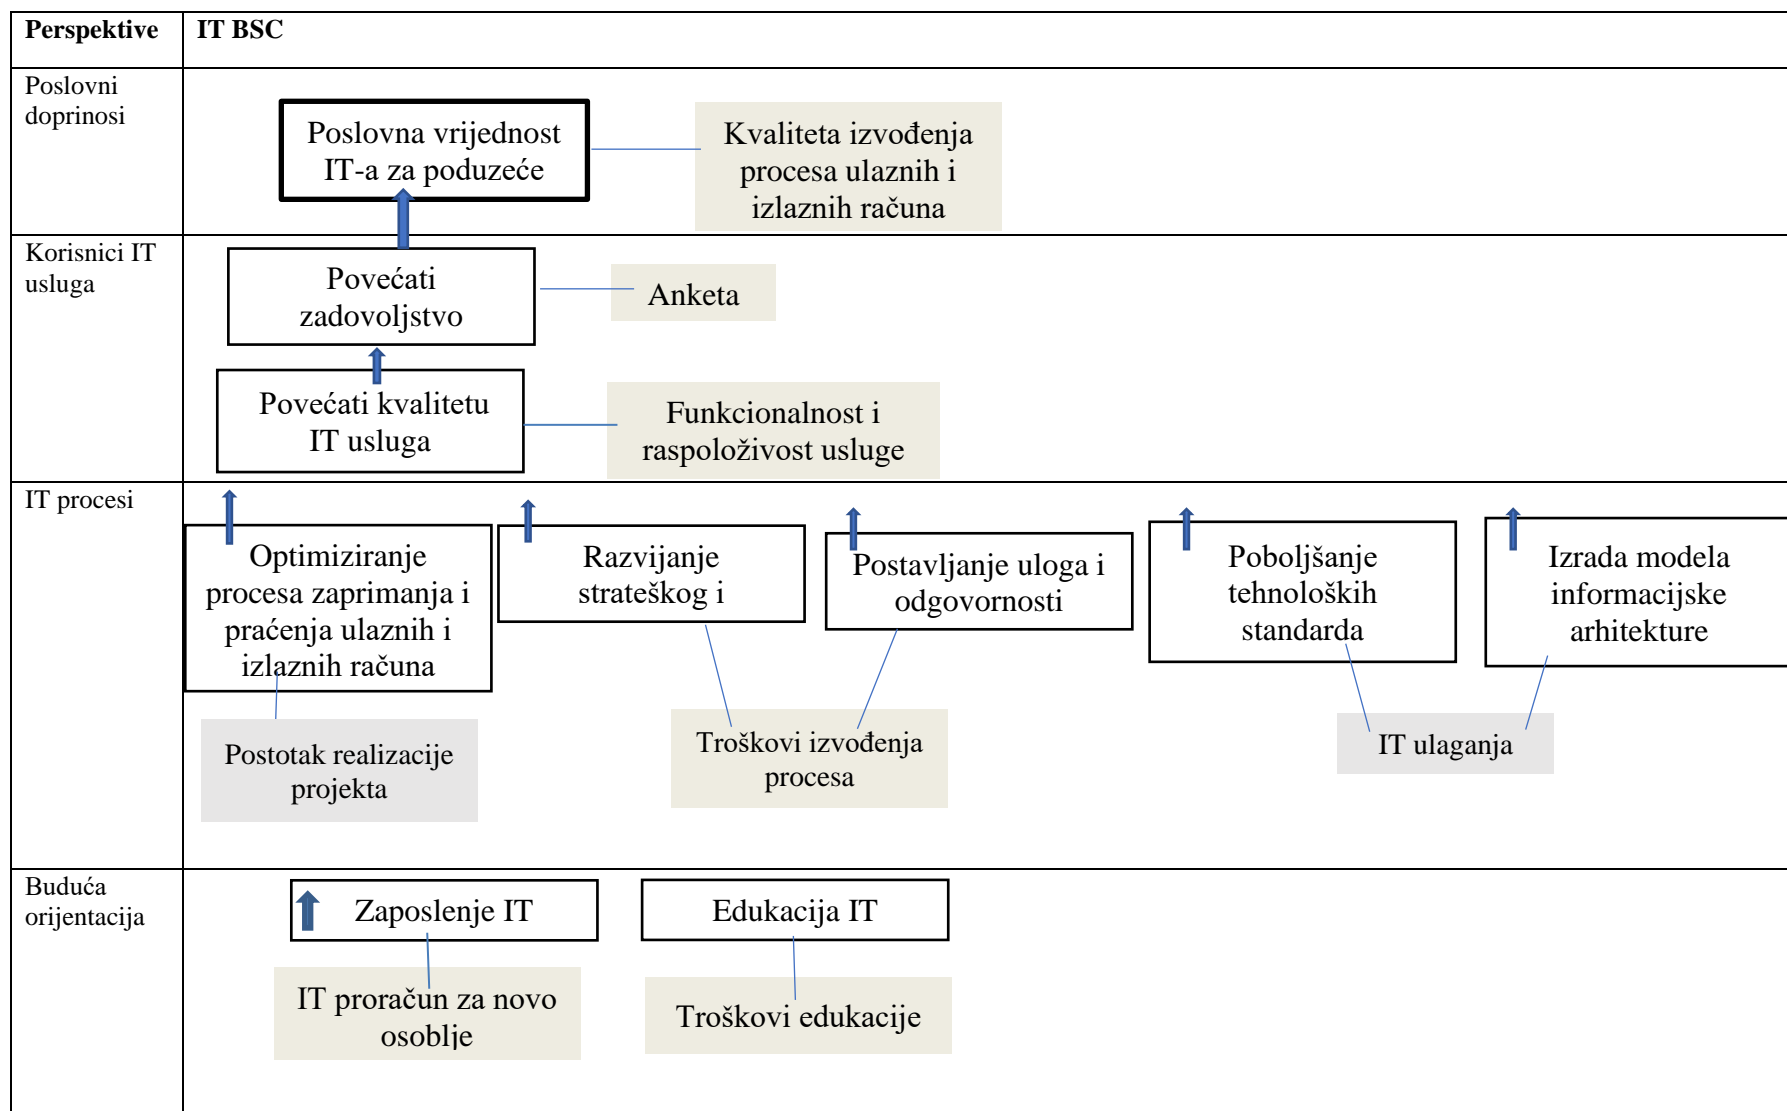 Perspektive
IT BSC
Poslovni
doprinosi
Poslovna vrijednost
IT-a za poduzeće
Kvaliteta izvođenja
procesa ulaznih i
izlaznih računa
Korisnici IT
usluga
Povećati
zadovoljstvo
Anketa
Povećati kvalitetu
IT usluga
Funkcionalnost i
raspoloživost usluge
IT procesi
Optimiziranje
procesa zaprimanja i
praćenja ulaznih i
izlaznih računa
Razvijanje
strateškog i
Postavljanje uloga i
odgovornosti
Poboljšanje
tehnoloških
standarda
Izrada modela
informacijske
arhitekture
Postotak realizacije
projekta
Troškovi izvođenja
procesa
IT ulaganja
Buduća
orijentacija
Zaposlenje IT
Edukacija IT
IT proračun za novo
osoblje
Troškovi edukacije